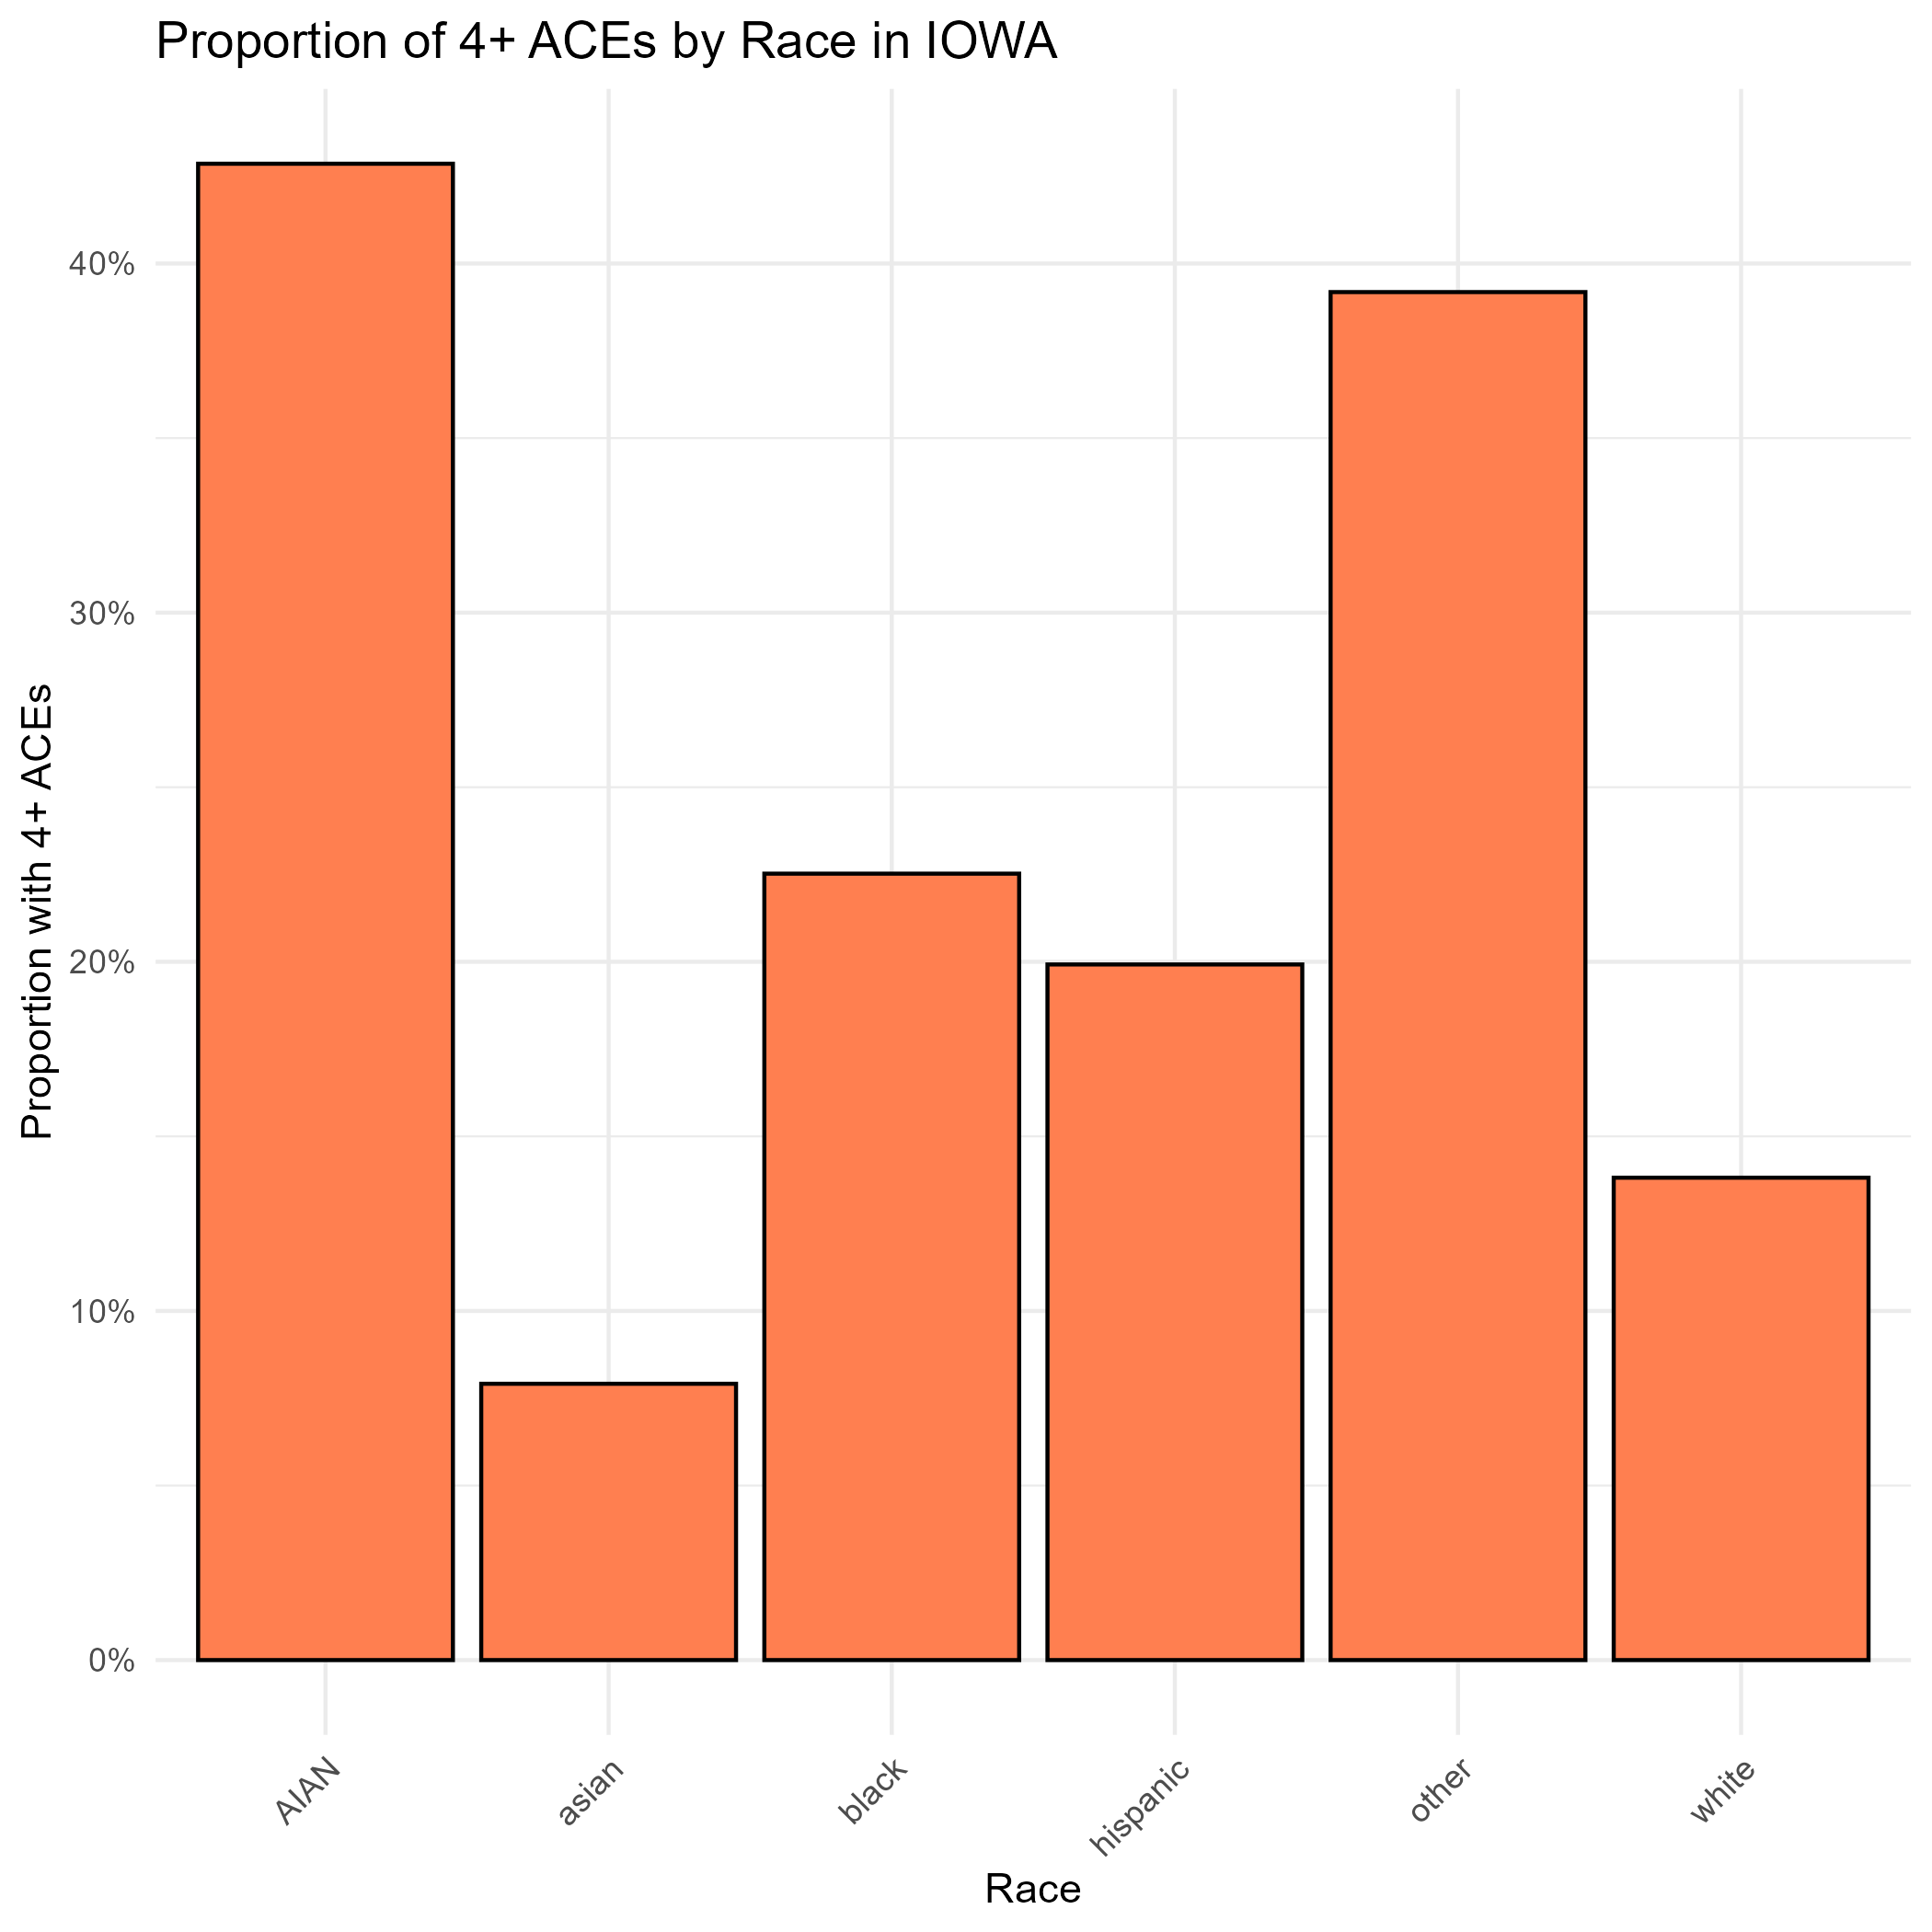 Proportion of 4+ ACEs by Race in IOWA
Proportion with 4+ ACEs
40%
30%
20%
10%
0%
AIAN
asian
black
hispanic
other
white
Race